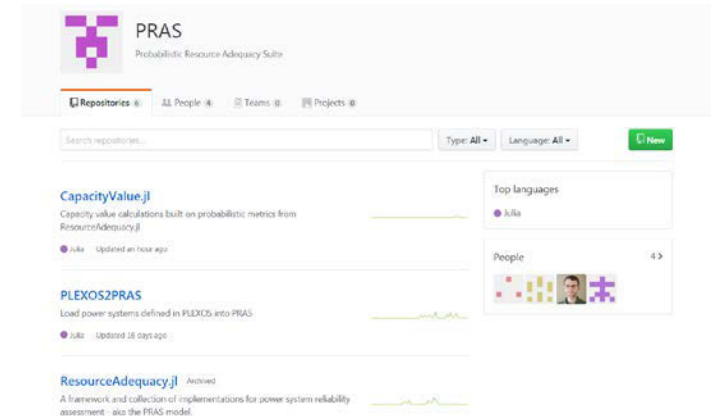 PRAS
Probabilistic Resource Adequacy Suite
Repositories 6 People 4 Teams 0 Projects 0
Search repositories...
Type: All Language: All New
CapacityValue.jl
Capacity value calculations built on probabilistic metrics from
ResourceAdequacy.jl
Julia Updated an hour ago
Top languages
Julia
People 4 >
PLEXOS2PRAS
Load power systems defined in PLEXOS into PRAS
Julia Updated 16 days ago
ResourceAdequacy.jl Archived
A framework and collection of implementations for power system reliability
assessment - aka the PRAS model.